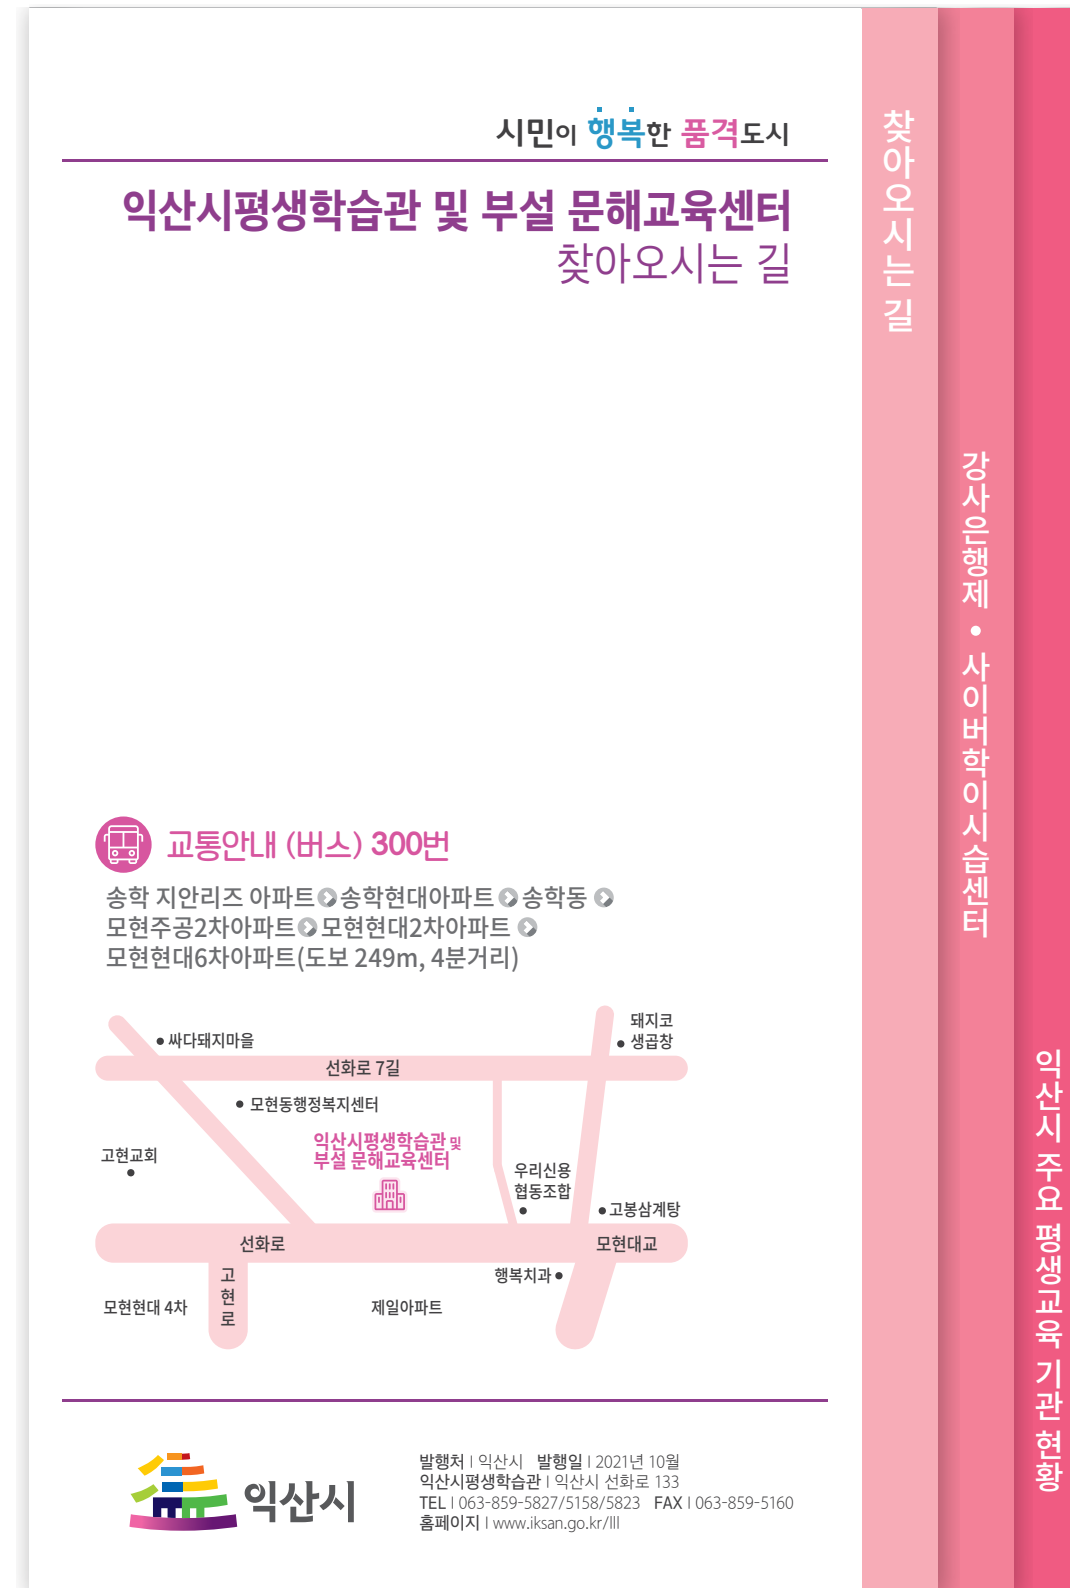 시민이 행복한 품격도시
익산시평생학습관 및 부설 문해교육센터
찾아오시는 길
찾아오시는 길
강사은행제 • 사이버학이시습센터
익산시 주요 평생교육 기관 현황
교통안내 (버스) 300번
송학 지안리즈 아파트 송학현대아파트 송학동
모현주공2차아파트 모현현대2차아파트
모현현대6차아파트(도보 249m, 4분거리)
돼지코
생곱창
싸다돼지마을
선화로 7길
모현동행정복지센터
익산시평생학습관 및
부설 문해교육센터
고현교회
우리신용
협동조합
고봉삼계탕
선화로
모현대교
고현로
행복치과
모현현대 4차
제일아파트
익산시
발행처 | 익산시 발행일 | 2021년 10월
익산시평생학습관 | 익산시 선화로 133
TEL | 063-859-5827/5158/5823 FAX | 063-859-5160
홈페이지 | www.iksan.go.kr/lll